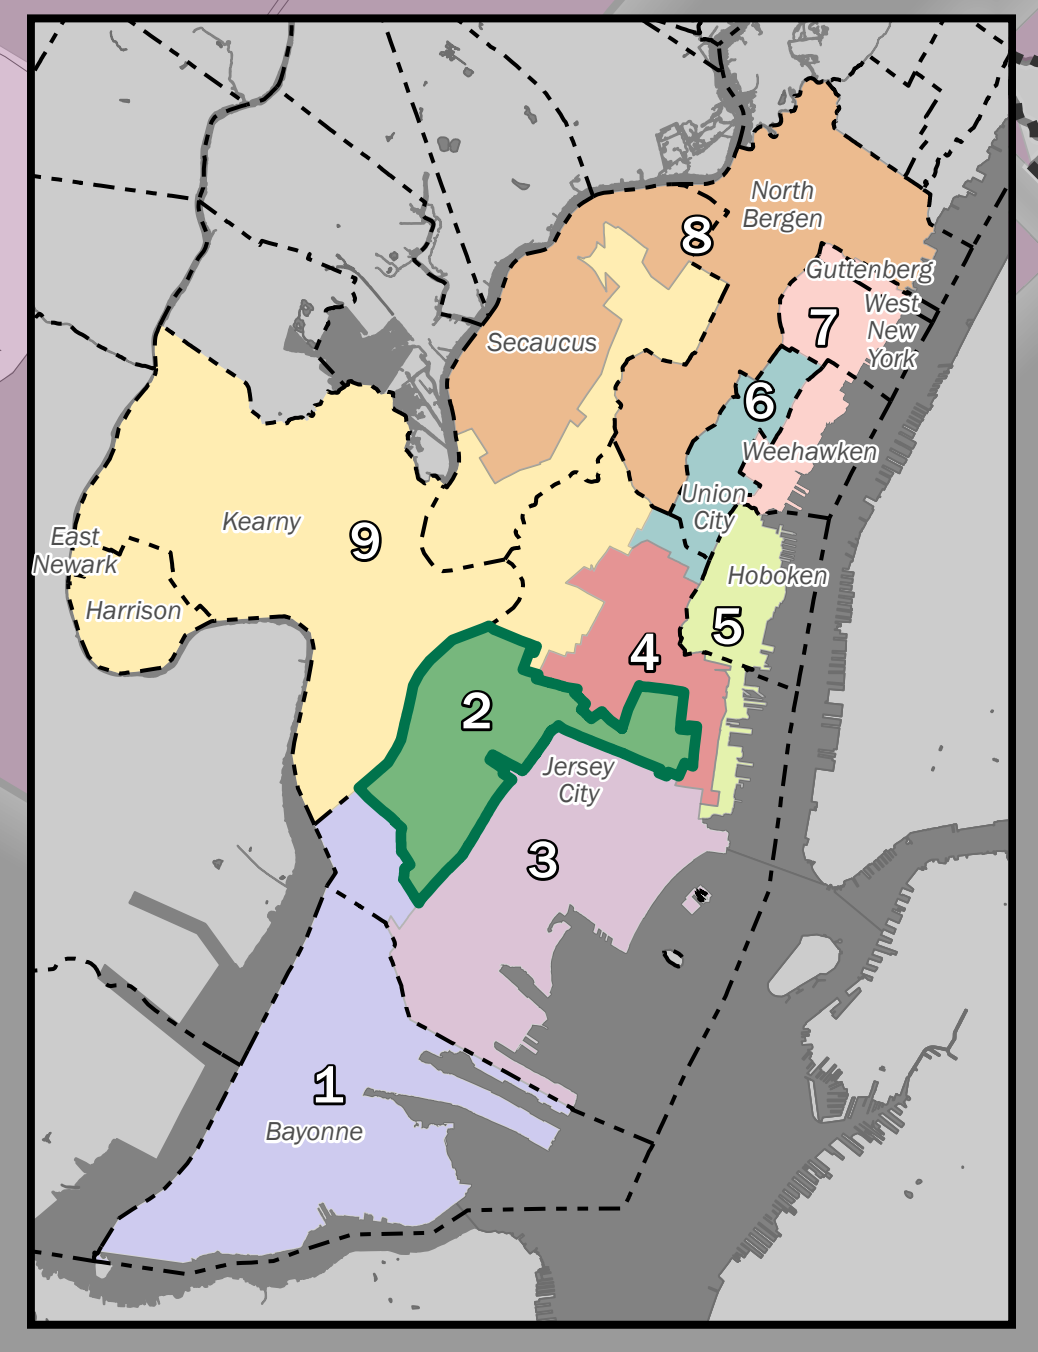 North
Bergen
8
Guttenberg
West
New
York
7
Secaucus
6
Weehawken
Union
City
Kearny
9
East
Newark
Harrison
Hoboken
5
4
2
Jersey
City
3
1
Bayonne